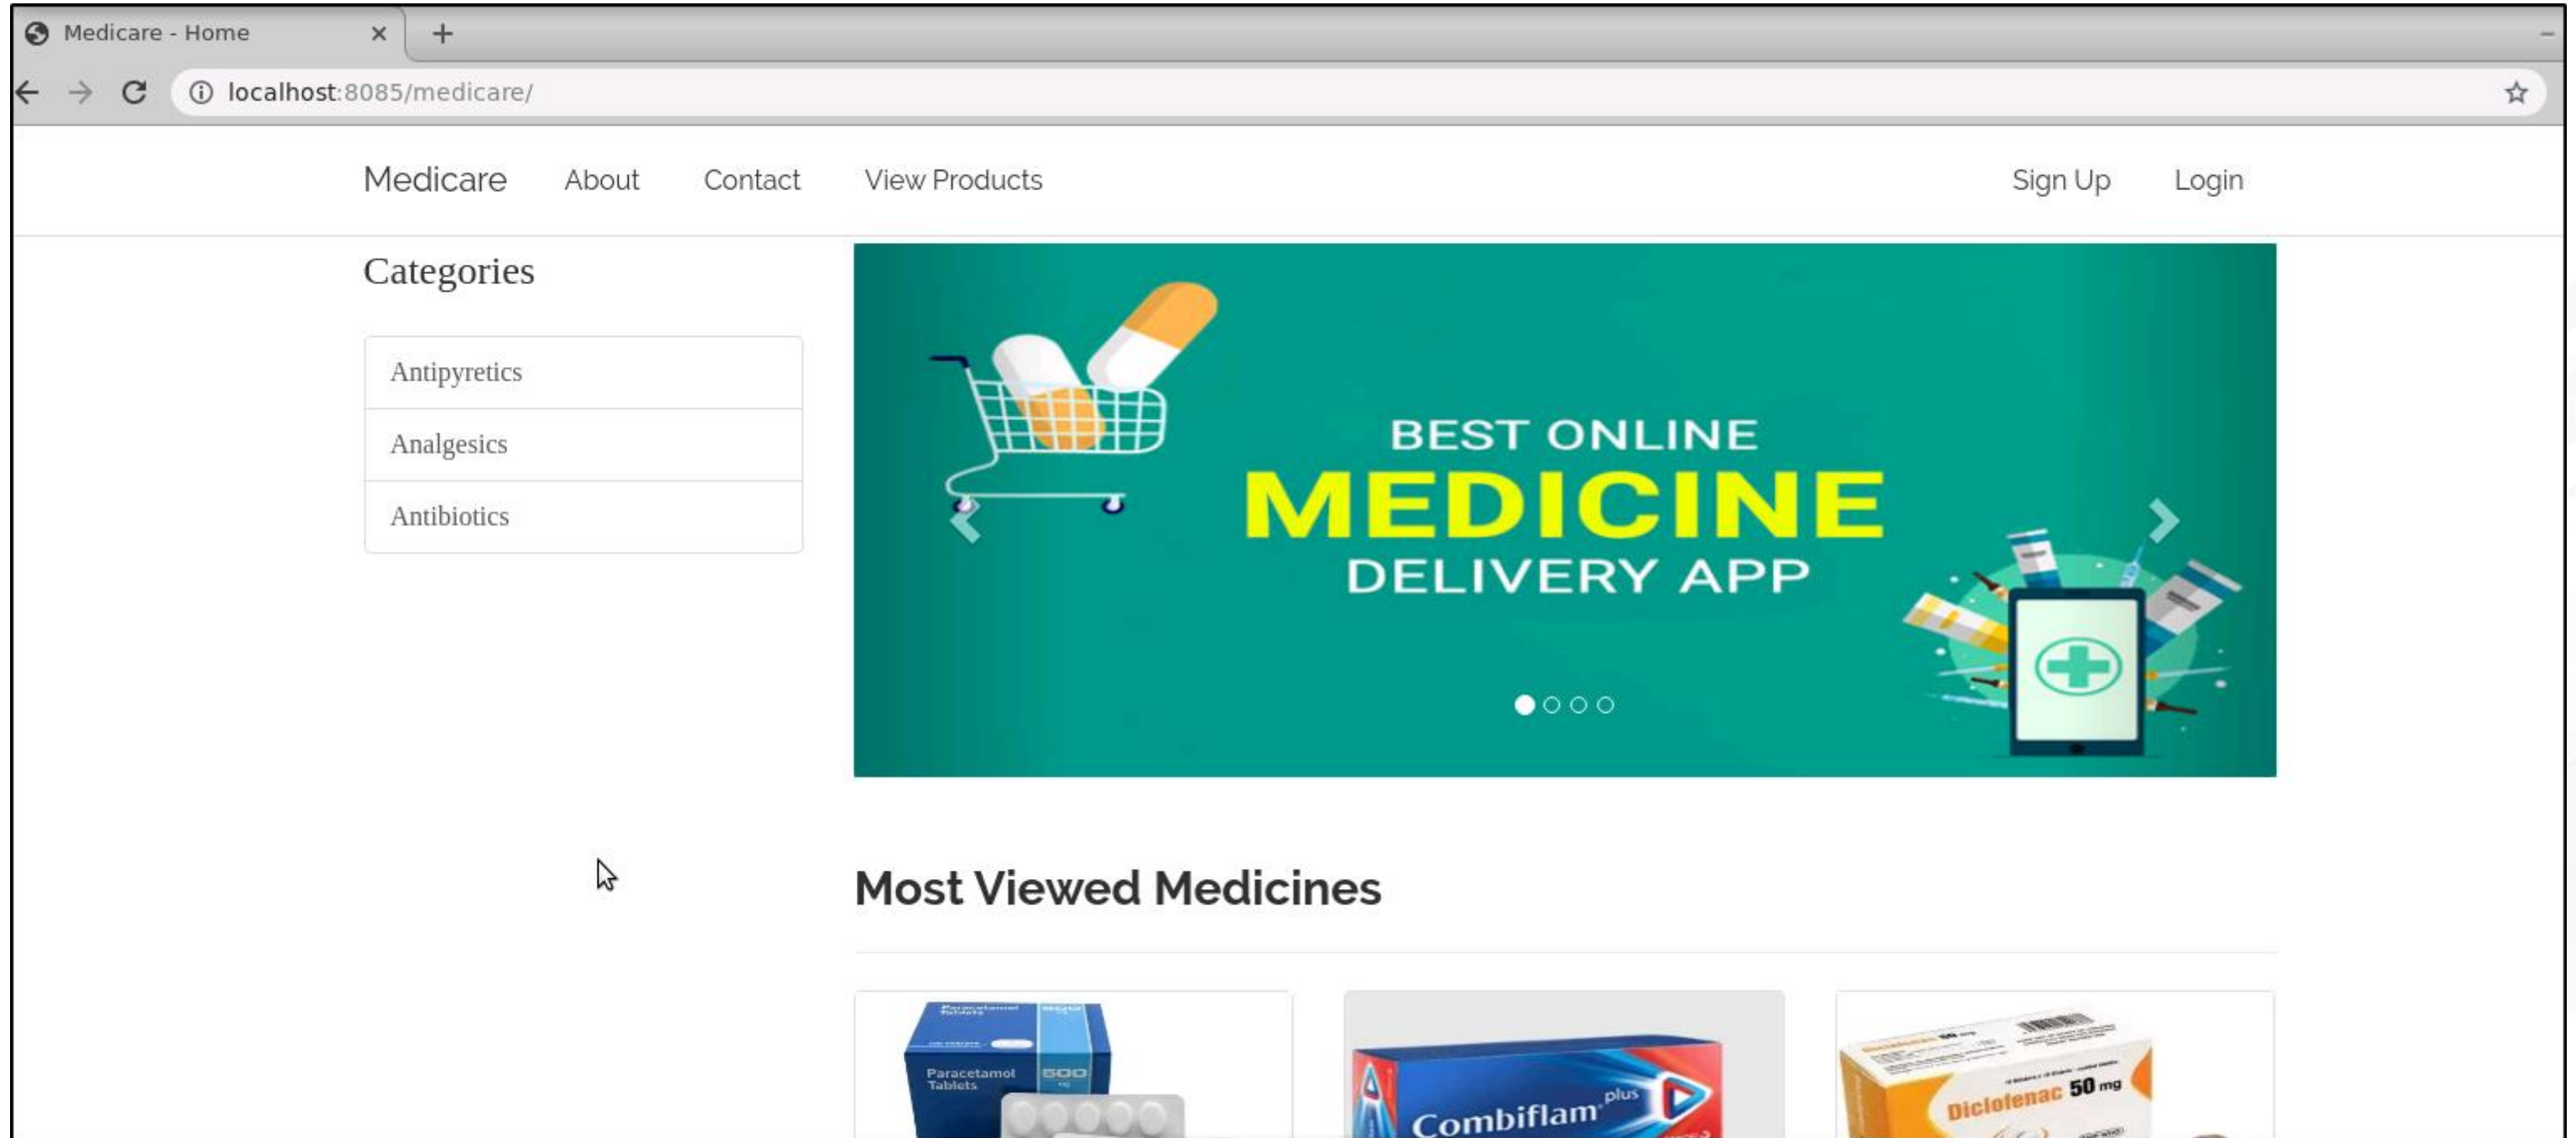 Medicare - Home
localhost:8085/medicare/
Medicare About Contact View Products Sign Up Login
Categories
Antipyretics
Analgesics
Antibiotics
BEST ONLINE
MEDICINE
DELIVERY APP
Most Viewed Medicines
Paracetamol
Tablets
Paracetamol 500
Tablets mg
Combiflam plus
Diclofenac 50 mg